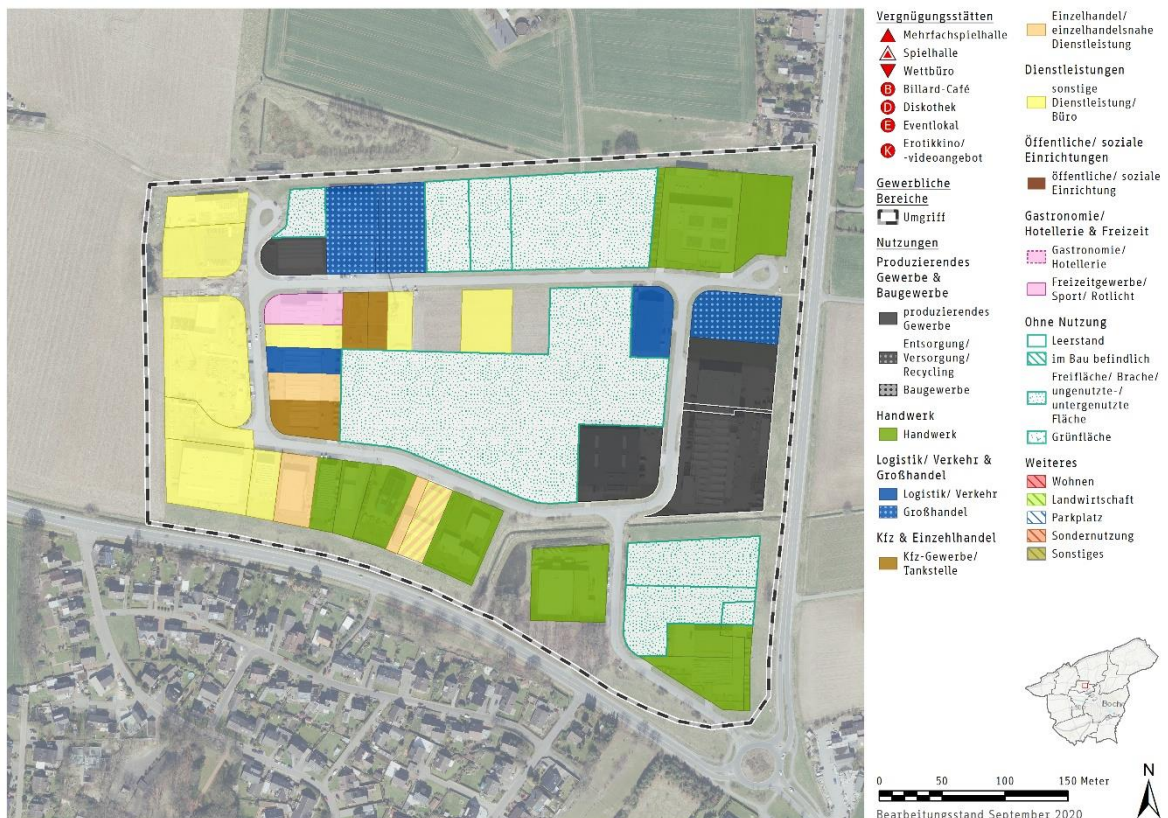 Vergnügungsstätten
Mehrfachspielhalle
Spielhalle
Wettbüro
B Billard-Café
D Diskothek
E Eventlokal
K Erotikkino/
-videoangebot
Gewerbliche
Bereiche
Umgriff
Nutzungen
Produzierendes
Gewerbe &
Baugewerbe
produzierendes
Gewerbe
Entsorgung/
Versorgung/
Recycling
Baugewerbe
Handwerk
Handwerk
Logistik/ Verkehr &
Großhandel
Logistik/ Verkehr
Großhandel
Kfz & Einzehlhandel
Kfz-Gewerbe/
Tankstelle
Einzelhandel/
einzelhandelsnahe
Dienstleistung
Dienstleistungen
sonstige
Dienstleistung/
Büro
Öffentliche/ soziale
Einrichtungen
öffentliche/ soziale
Einrichtung
Gastronomie/
Hotellerie & Freizeit
Gastronomie/
Hotellerie
Freizeitgewerbe/
Sport/ Rotlicht
Ohne Nutzung
Leerstand
im Bau befindlich
Freifläche/ Brache/
ungenutzte-/
untergenutzte
Fläche
Grünfläche
Weiteres
Wohnen
Landwirtschaft
Parkplatz
Sondernutzung
Sonstiges
Boch
0 50 100 150 Meter
N
Bearbeitungsstand September 2020